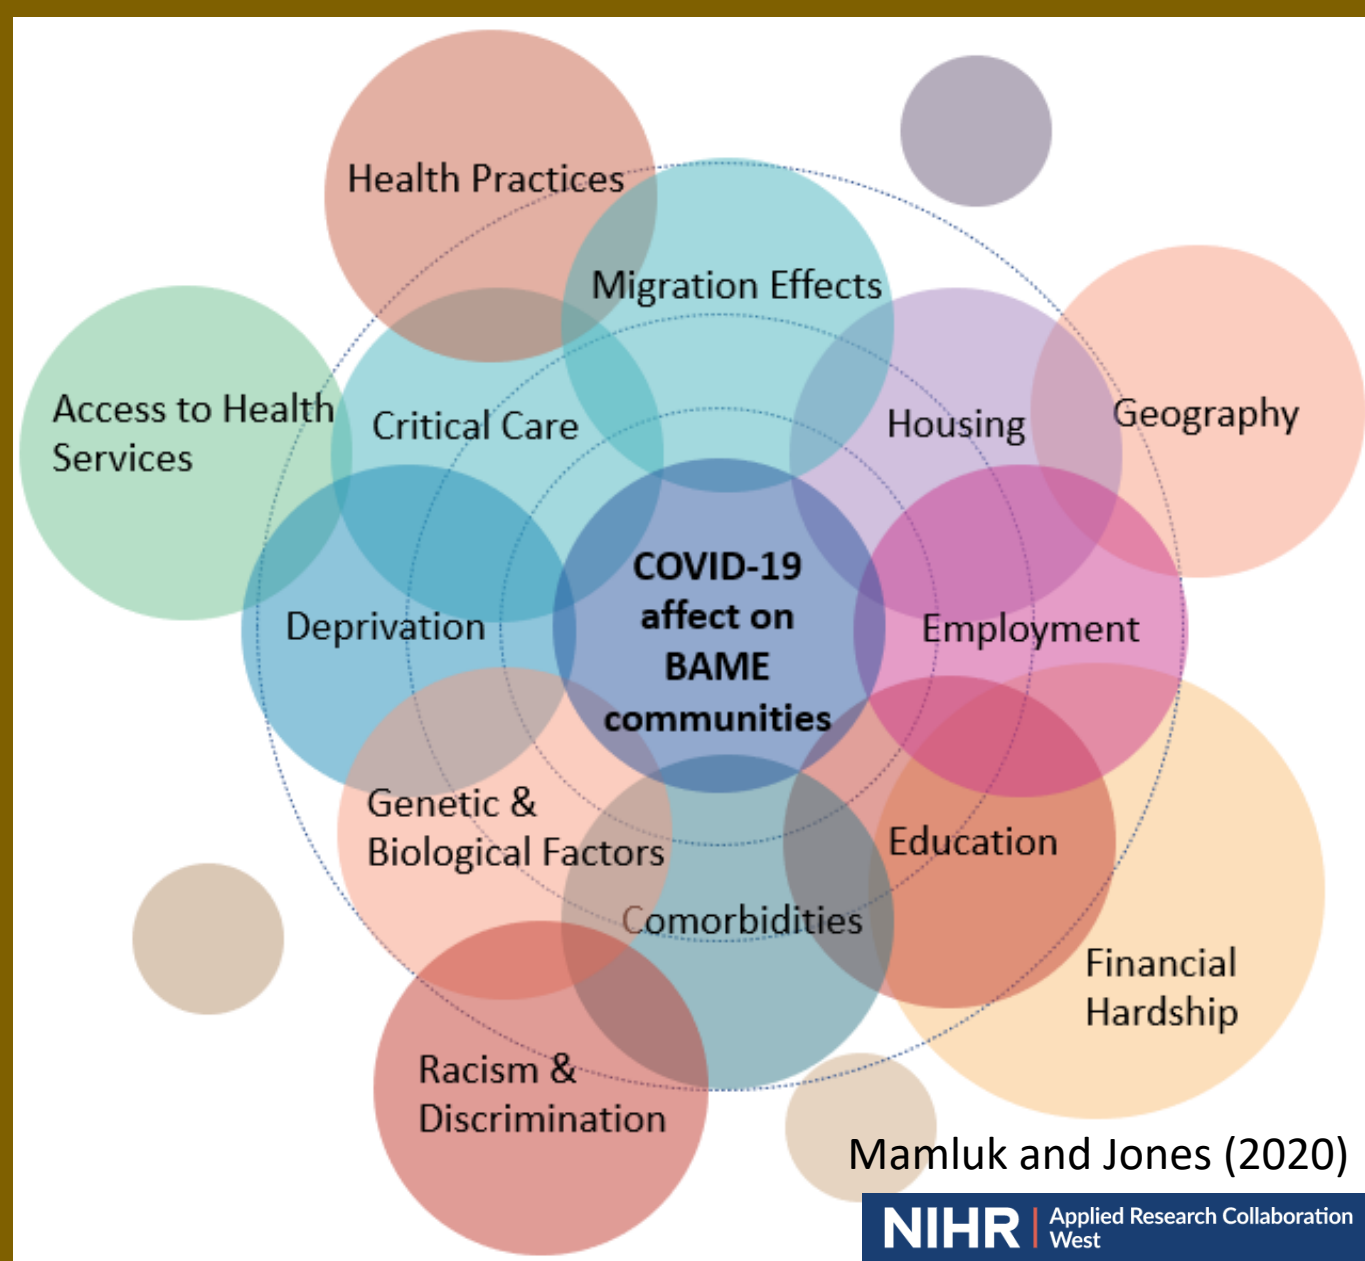 Health Practices
Migration Effects
Access to Health
Services
Critical Care
Housing
Geography
COVID-19
affect on
BAME
communities
Deprivation
Employment
Genetic &
Biological Factors
Education
Comorbidities
Financial
Hardship
Racism &
Discrimination
Mamluk and Jones (2020)
NIHR | Applied Research Collaboration
West